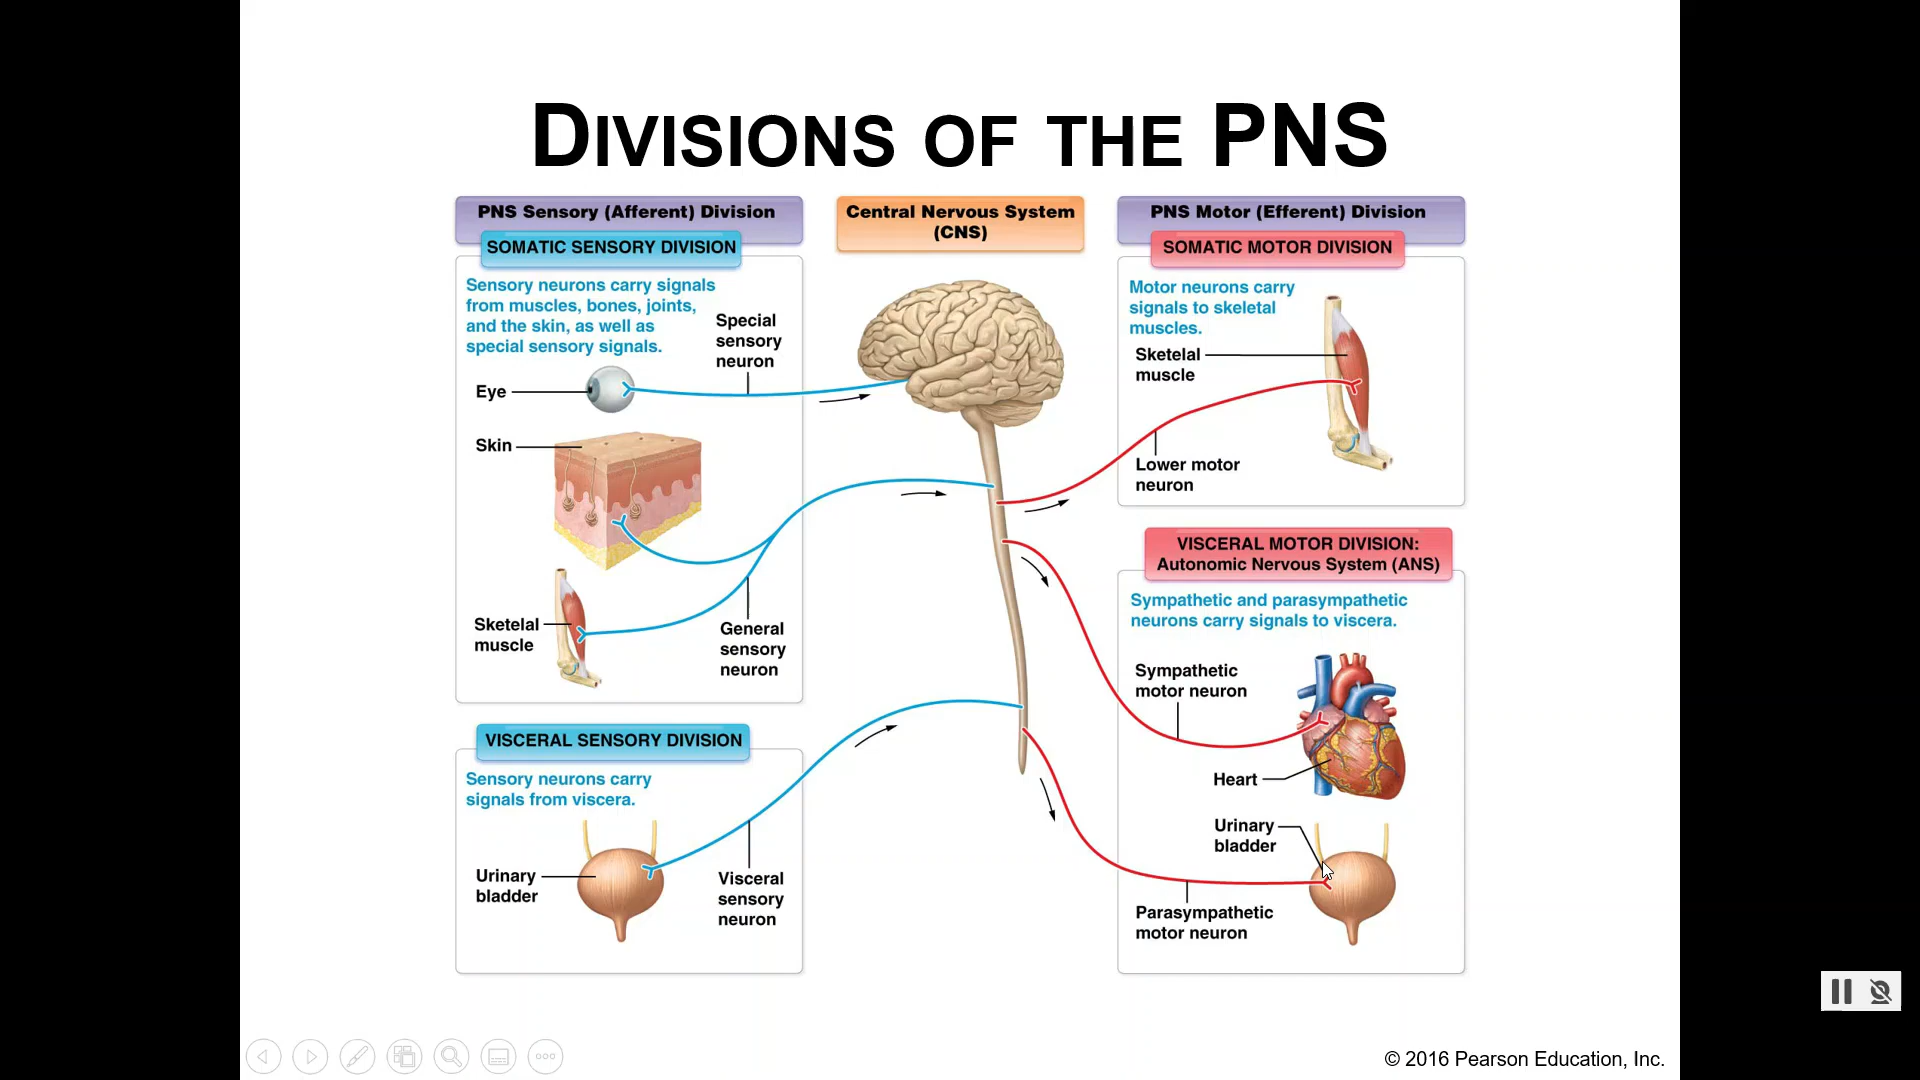 DIVISIONS OF THE PNS
PNS Sensory (Afferent) Division
SOMATIC SENSORY DIVISION
Sensory neurons carry signals
from muscles, bones, joints,
and the skin, as well as
special sensory signals.
Special
sensory
neuron
Eye
Skin
Sketelal
muscle
General
sensory
neuron
VISCERAL SENSORY DIVISION
Sensory neurons carry
signals from viscera.
Urinary
bladder
Visceral
sensory
neuron
Central Nervous System
(CNS)
PNS Motor (Efferent) Division
SOMATIC MOTOR DIVISION
Motor neurons carry
signals to skeletal
muscles.
Sketelal
muscle
Lower motor
neuron
VISCERAL MOTOR DIVISION:
Autonomic Nervous System (ANS)
Sympathetic and parasympathetic
neurons carry signals to viscera.
Sympathetic
motor neuron
Heart
Urinary
bladder
Parasympathetic
motor neuron
© 2016 Pearson Education, Inc.